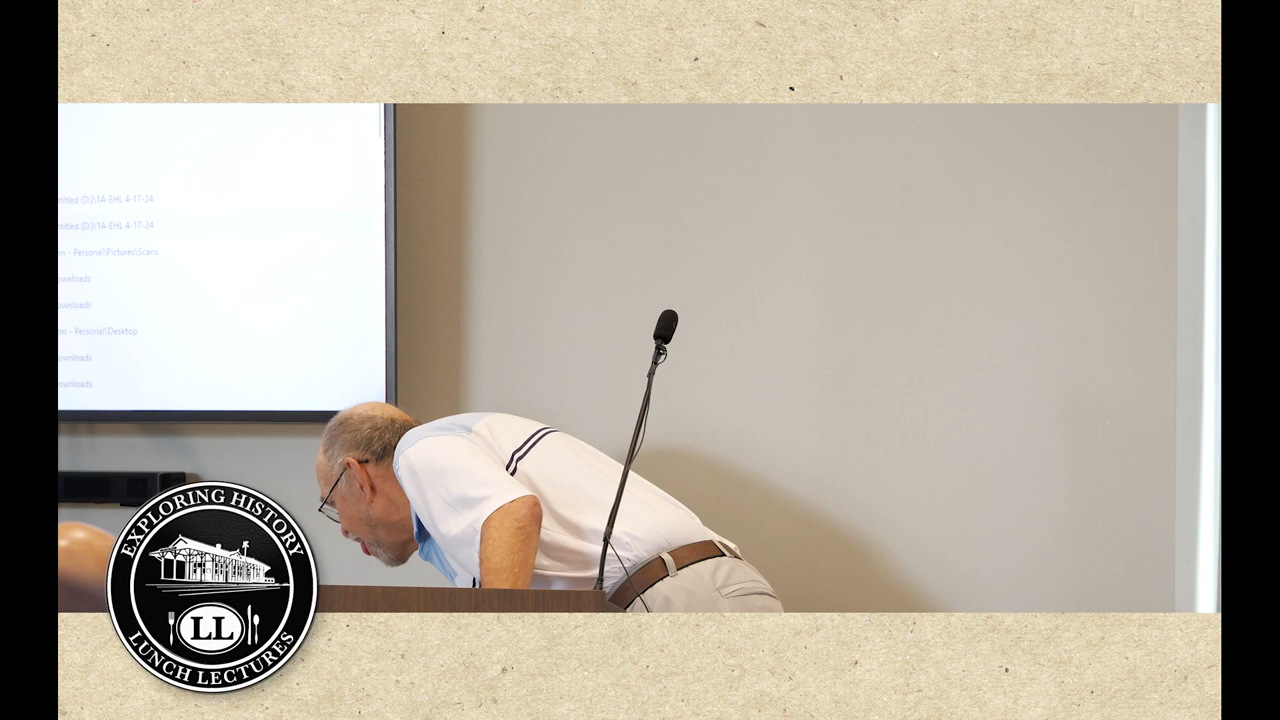 ntitled (D:)\1A-EHL 4-17-24
ntitled (D:)\1A-EHL 4-17-24
- Personal\Pictures\Scans
ownloads
ownloads
- Personal\Desktop
ownloads
ownloads
EXPLORING HISTORY
LL
LUNCH LECTURES